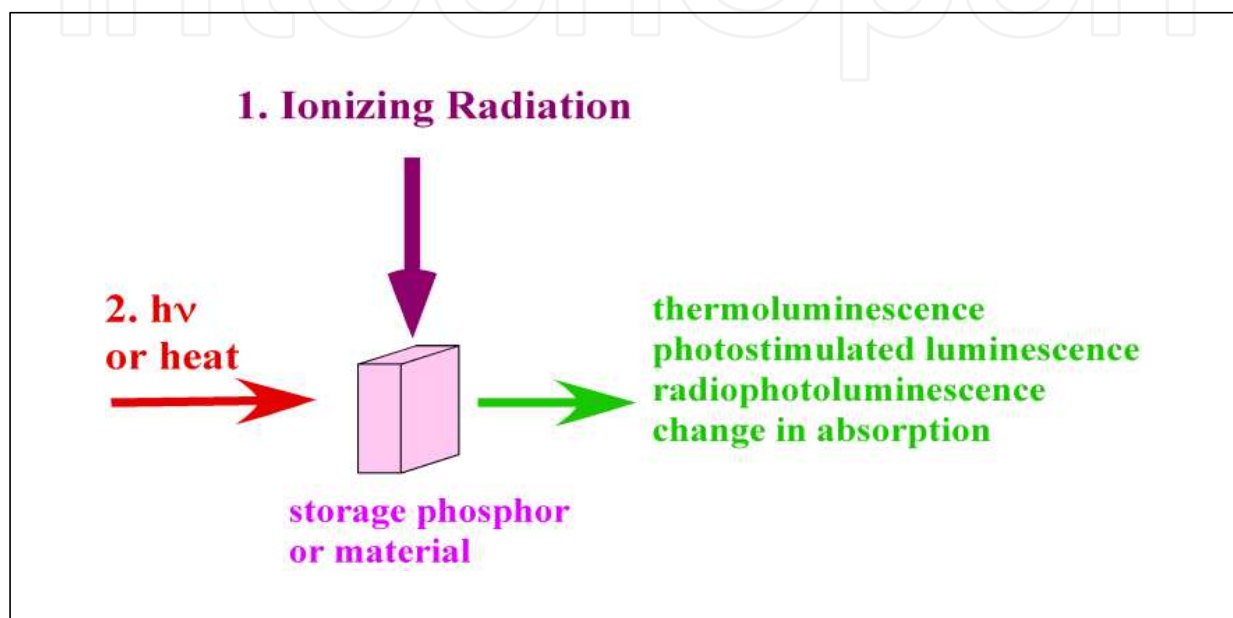 1. Ionizing Radiation
2. hν
or heat
thermoluminescence
photostimulated luminescence
radiophotoluminescence
change in absorption
storage phosphor
or material